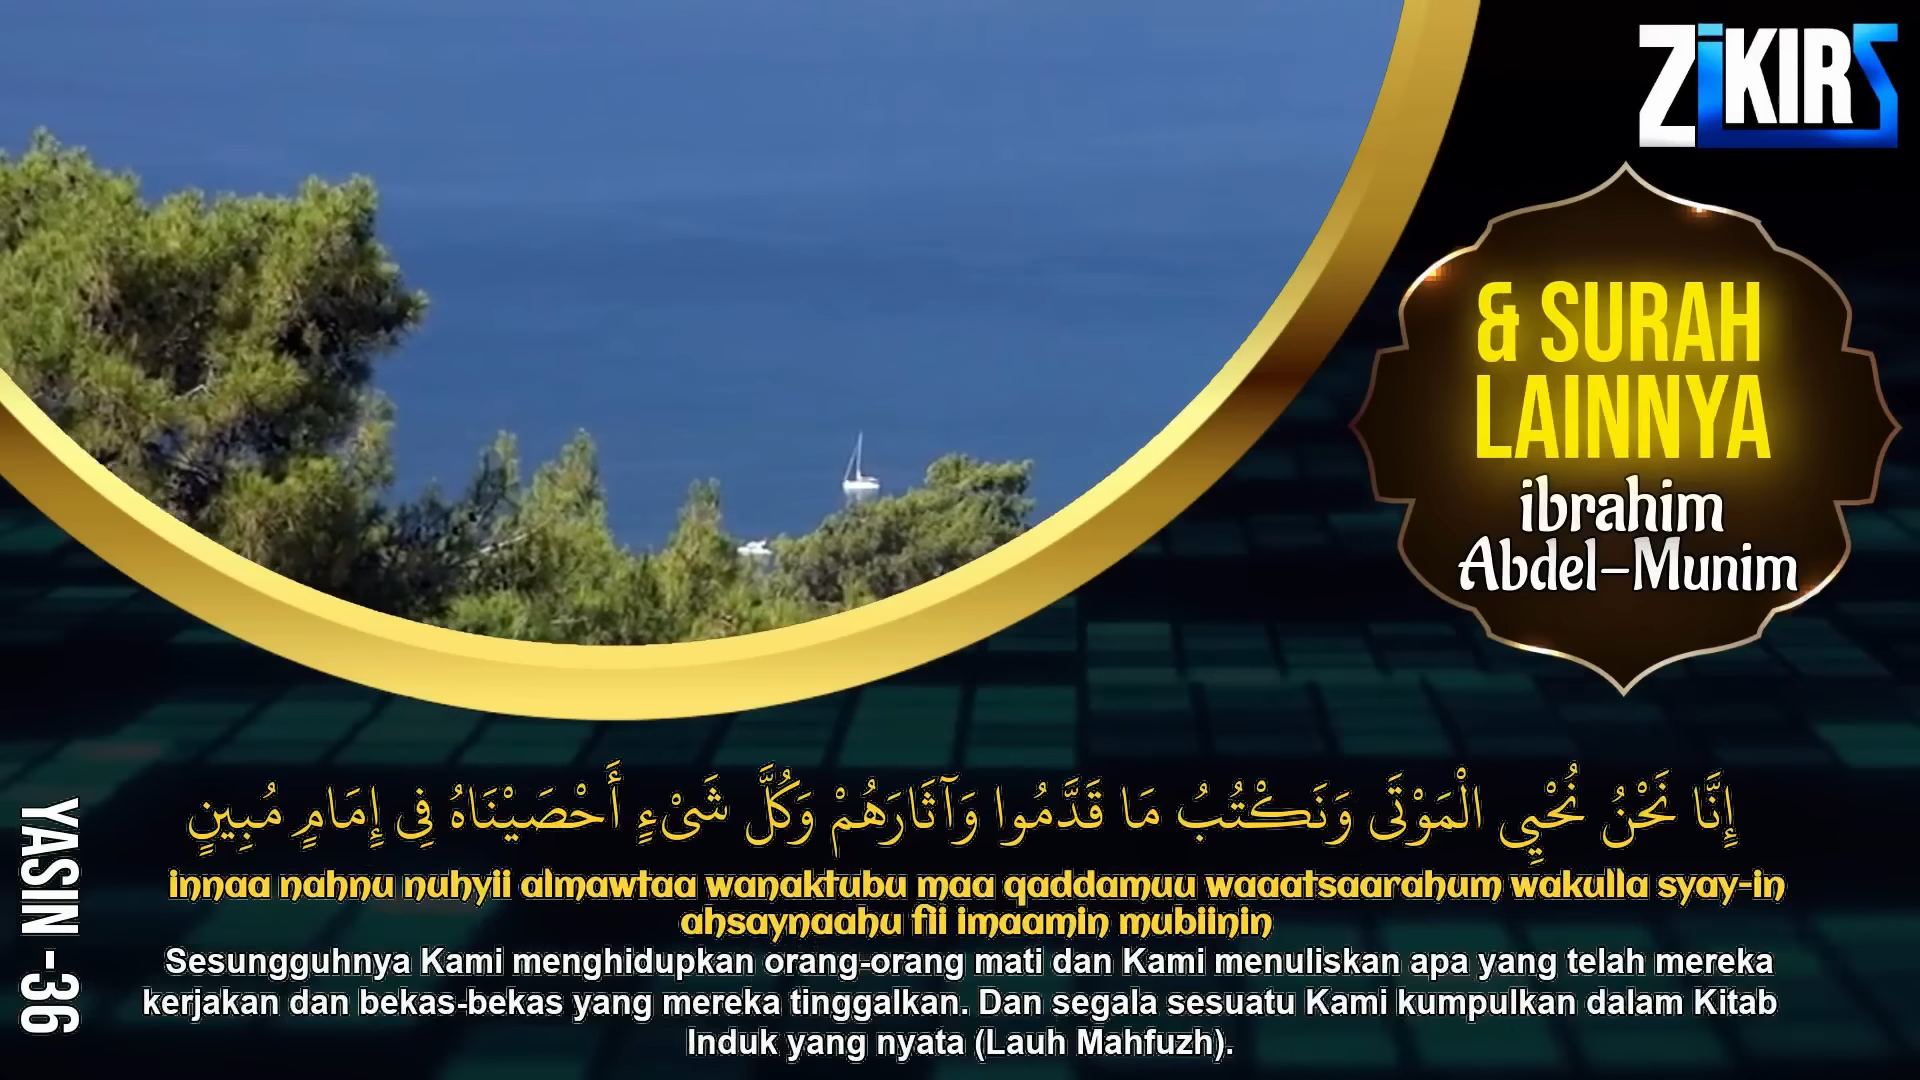 ZiKIRS
& SURAH
LAINNYA
ibrahim
Abdel-Munim
إِنَّا نَحْنُ نُحْيِي الْمَوْتَى وَنَكْتُبُ مَا قَدَّمُوا وَآثَارَهُمْ وَكُلَّ شَىْءٍ أَحْصَيْنَاهُ فِى إِمَامٍ مُبِينٍ
innaa nahnu nuhyii almawtaa wanaktubu maa qaddamuu waaatsaarahum wakulla syay-in
ahsaynaahu fii imaamin mubiinin
Sesungguhnya Kami menghidupkan orang-orang mati dan Kami menuliskan apa yang telah mereka
kerjakan dan bekas-bekas yang mereka tinggalkan. Dan segala sesuatu Kami kumpulkan dalam Kitab
Induk yang nyata (Lauh Mahfuzh).
YASIN -36